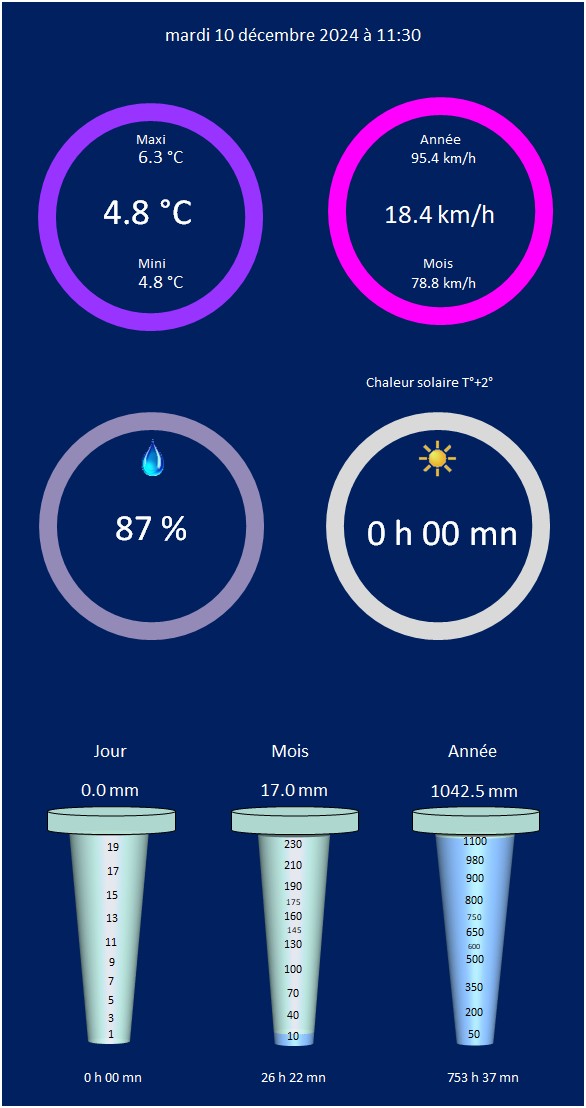 mardi 10 décembre 2024 à 11:30
Maxi
6.3 °C
4.8 °C
Mini
4.8 °C
Année
95.4 km/h
18.4 km/h
Mois
78.8 km/h
Chaleur solaire T°+2°
87 %
0 h 00 mn
Jour
0.0 mm
19
17
15
13
11
9
7
5
3
1
0 h 00 mn
Mois
17.0 mm
230
210
190
175
160
145
130
100
70
40
10
26 h 22 mn
Année
1042.5 mm
1100
980
900
800
750
650
600
500
350
200
50
753 h 37 mn